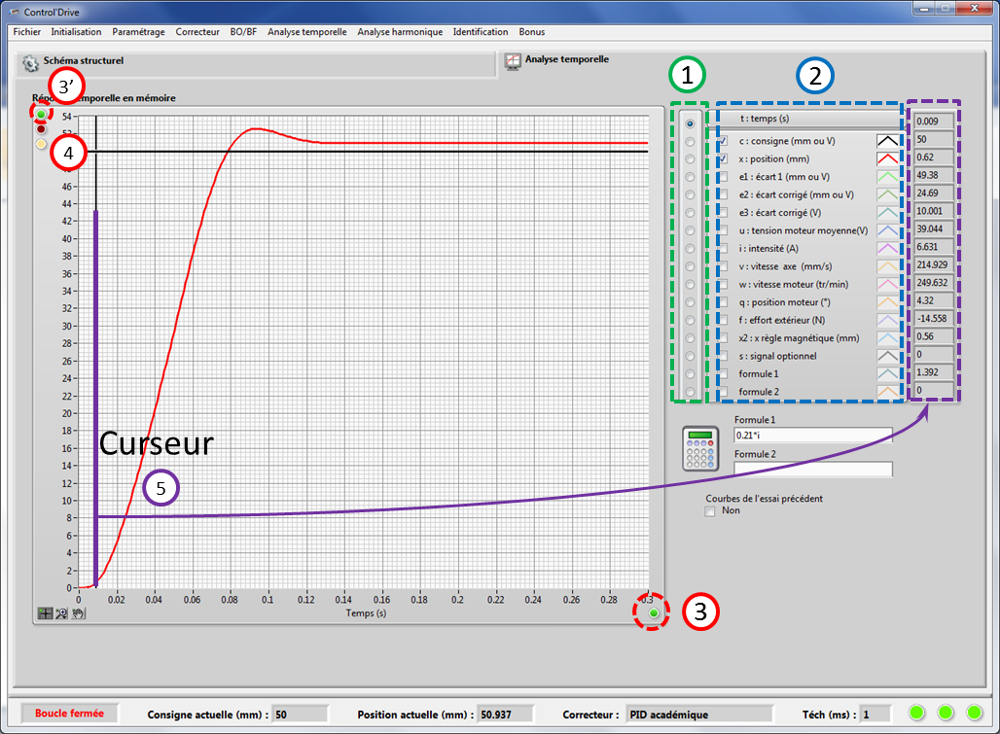 Control'Drive
Fichier Initialisation Paramétrage Correcteur BO/BF Analyse temporelle Analyse harmonique Identification Bonus
Schéma structurel
Analyse temporelle
1
2
3'
Réponse temporelle en mémoire
4
54
52
46
44
42
40
38
36
34
32
30
28
26
24
22
20
18
16
14
12
10
8
6
4
2
0
Curseur
5
0 0.02 0.04 0.06 0.08 0.1 0.12 0.14 0.16 0.18 0.2 0.22 0.24 0.26 0.28 0.3
Temps (s)
3
t : temps (s) 0.009
c : consigne (mm ou V) 50
x : position (mm) 0.62
e1 : écart 1 (mm ou V) 49.38
e2 : écart corrigé (mm ou V) 24.69
e3 : écart corrigé (V) 10.001
u : tension moteur moyenne(V) 39.044
i : intensité (A) 6.631
v : vitesse axe (mm/s) 214.929
w : vitesse moteur (tr/min) 249.632
q : position moteur (°) 4.32
f : effort extérieur (N) -14.558
x2 : x règle magnétique (mm) 0.56
s : signal optionnel 0
formule 1 1.392
formule 2 0
Formule 1
0.21*i
Formule 2
Courbes de l'essai précédent
Non
Boucle fermée Consigne actuelle (mm) : 50 Position actuelle (mm) : 50.937 Correcteur : PID académique Téch (ms) : 1